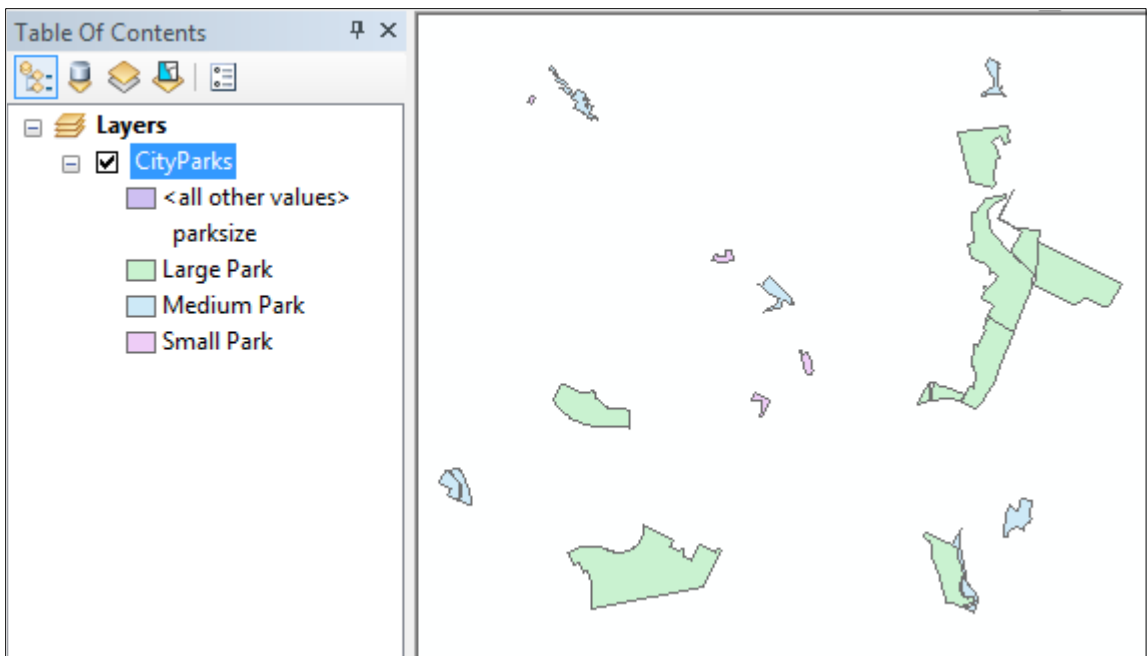 Table Of Contents
Layers
CityParks
<all other values>
parksize
Large Park
Medium Park
Small Park